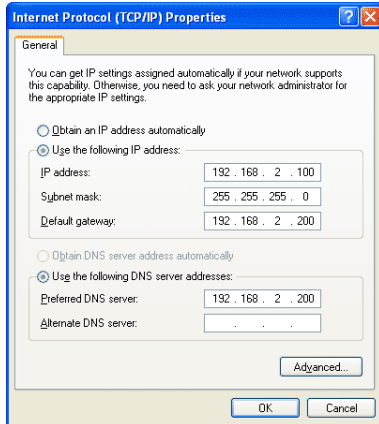 Internet Protocol (TCP/IP) Properties
General
You can get IP settings assigned automatically if your network supports
this capability. Otherwise, you need to ask your network administrator for
the appropriate IP settings.
Obtain an IP address automatically
Use the following IP address:
IP address: 192 . 168 . 2 . 100
Subnet mask: 255 . 255 . 255 . 0
Default gateway: 192 . 168 . 2 . 200
Obtain DNS server address automatically
Use the following DNS server addresses:
Preferred DNS server: 192 . 168 . 2 . 200
Alternate DNS server: . . .
Advanced...
OK Cancel